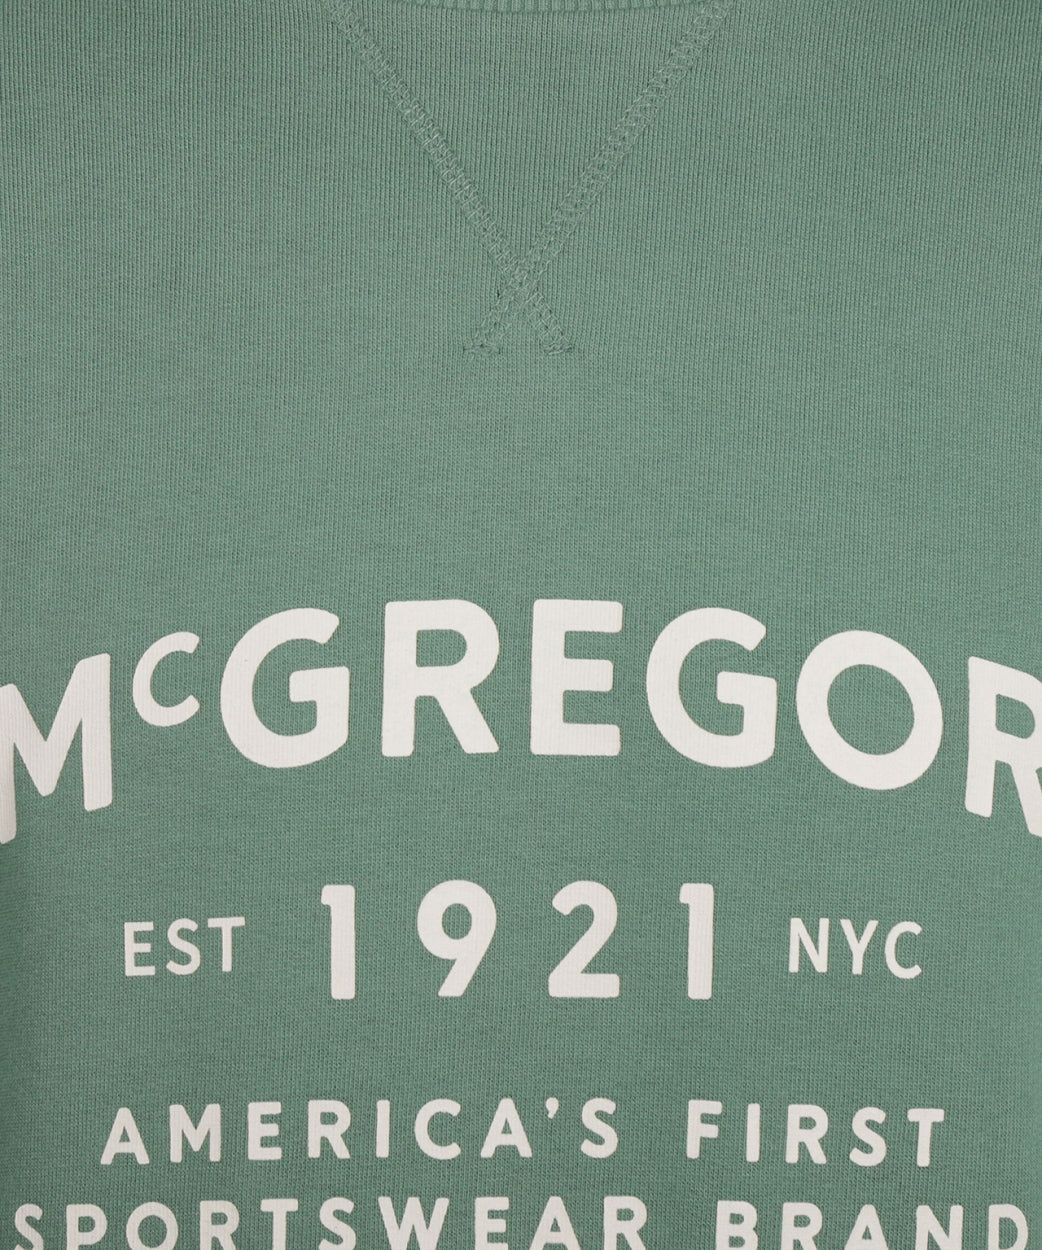 McGREGOR
EST 1921 NYC
AMERICA'S FIRST
SPORTSWEAR BRAND